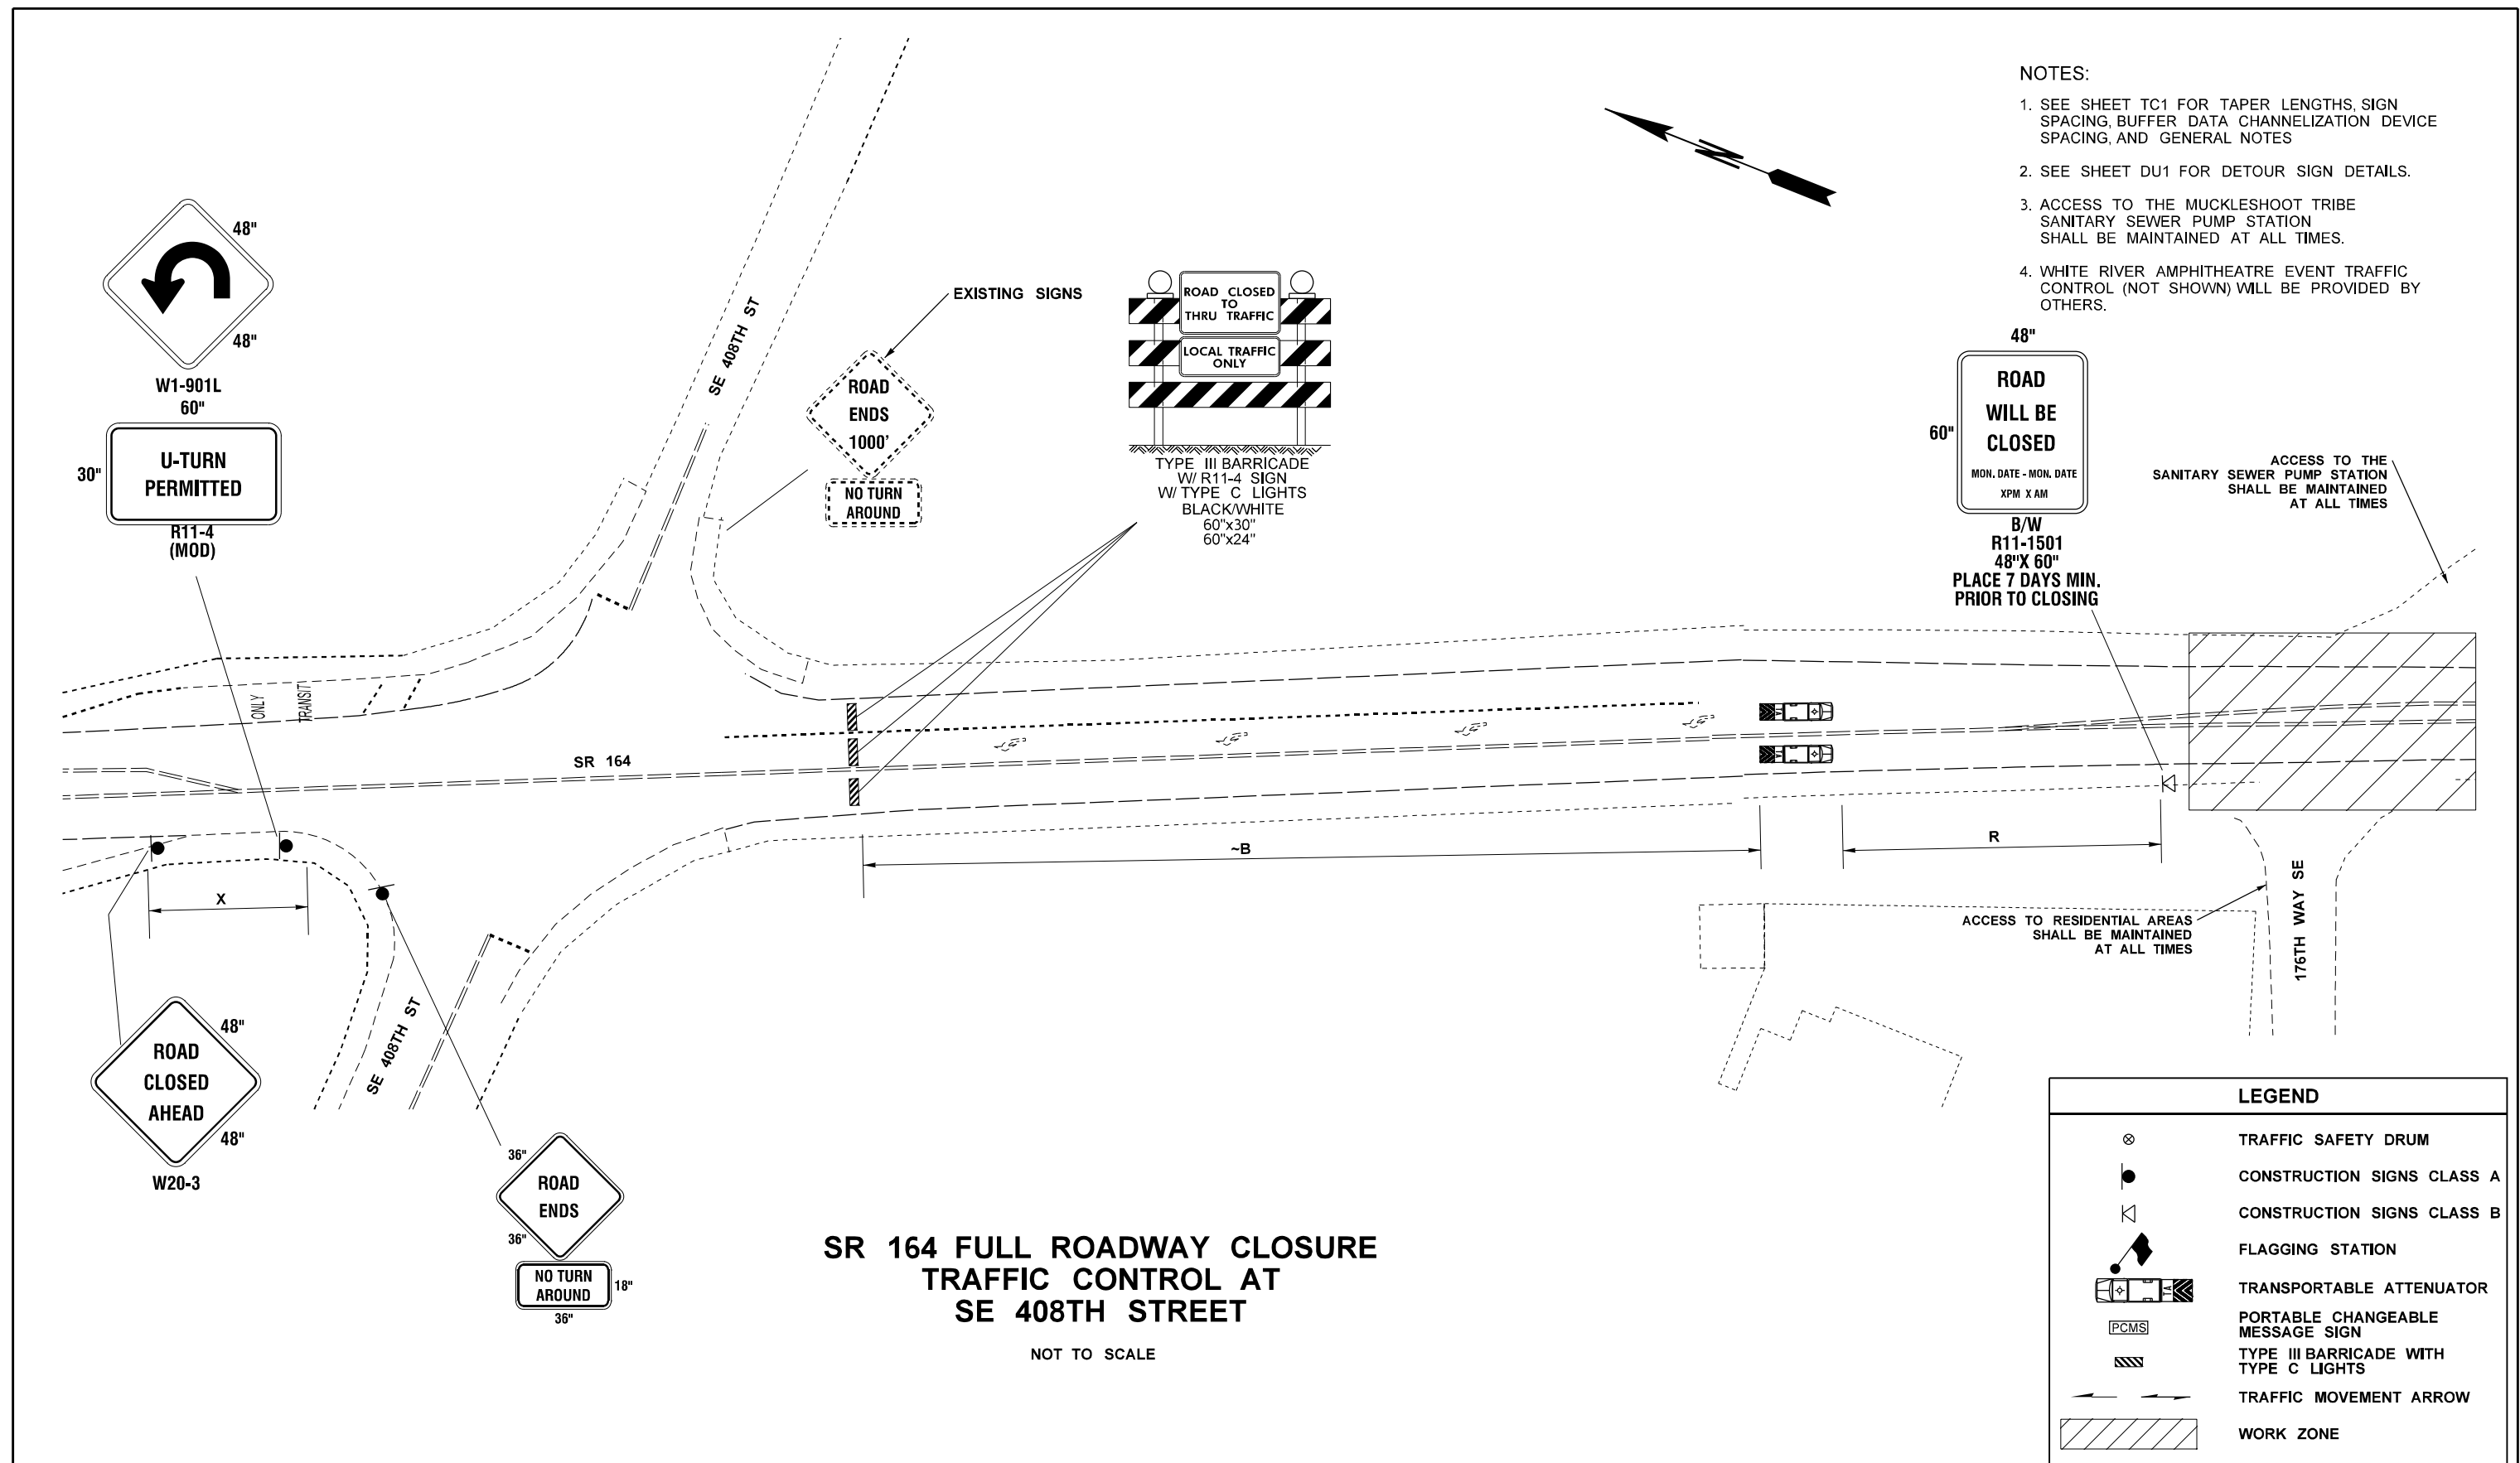 NOTES:
1. SEE SHEET TC1 FOR TAPER LENGTHS, SIGN
SPACING, BUFFER DATA CHANNELIZATION DEVICE
SPACING, AND GENERAL NOTES
2. SEE SHEET DU1 FOR DETOUR SIGN DETAILS.
3. ACCESS TO THE MUCKLESHOOT TRIBE
SANITARY SEWER PUMP STATION
SHALL BE MAINTAINED AT ALL TIMES.
4. WHITE RIVER AMPHITHEATRE EVENT TRAFFIC
CONTROL (NOT SHOWN) WILL BE PROVIDED BY
OTHERS.
N
48"
48"
W1-901L
60"
30"
U-TURN
PERMITTED
R11-4
(MOD)
SE 408TH ST
EXISTING SIGNS
ROAD
ENDS
1000'
NO TURN
AROUND
ROAD CLOSED
TO
THRU TRAFFIC
LOCAL TRAFFIC
ONLY
TYPE III BARRICADE
W/ R11-4 SIGN
W/ TYPE C LIGHTS
BLACK/WHITE
60"x30"
60"x24"
48"
60"
ROAD
WILL BE
CLOSED
MON. DATE - MON. DATE
XPM X AM
B/W
R11-1501
48"X 60"
PLACE 7 DAYS MIN.
PRIOR TO CLOSING
ACCESS TO THE
SANITARY SEWER PUMP STATION
SHALL BE MAINTAINED
AT ALL TIMES
ONLY
TRANSIT
SR 164
X
~B
R
ACCESS TO RESIDENTIAL AREAS
SHALL BE MAINTAINED
AT ALL TIMES
176TH WAY SE
SE 408TH ST
48"
ROAD
CLOSED
AHEAD
48"
W20-3
36"
ROAD
ENDS
36"
NO TURN
AROUND
18"
36"
SR 164 FULL ROADWAY CLOSURE
TRAFFIC CONTROL AT
SE 408TH STREET
NOT TO SCALE
LEGEND
TRAFFIC SAFETY DRUM
CONSTRUCTION SIGNS CLASS A
CONSTRUCTION SIGNS CLASS B
FLAGGING STATION
TA
TRANSPORTABLE ATTENUATOR
PCMS
PORTABLE CHANGEABLE
MESSAGE SIGN
TYPE III BARRICADE WITH
TYPE C LIGHTS
TRAFFIC MOVEMENT ARROW
WORK ZONE